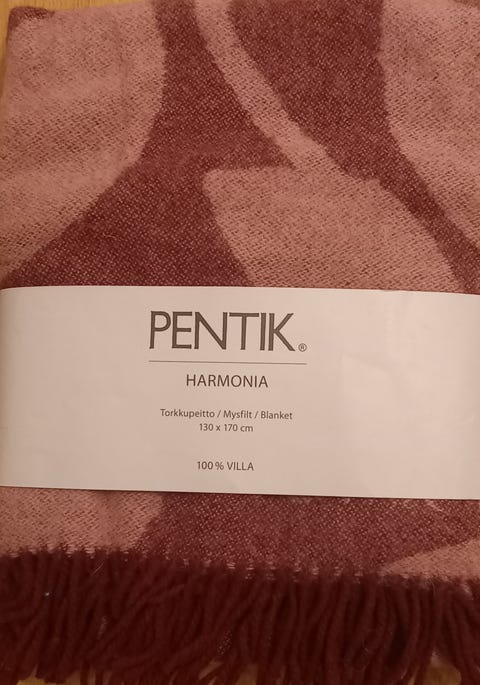 PENTIK®
HARMONIA
Torkkupeitto / Mysfilt / Blanket
130 x 170 cm
100 % VILLA